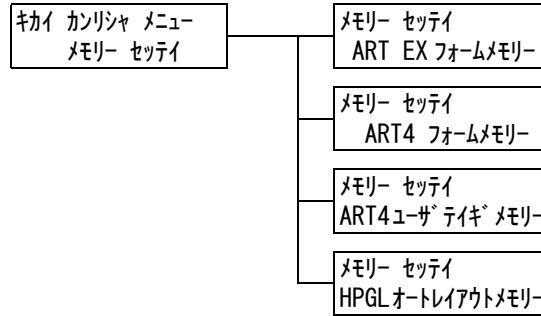 ｷｶｲ ｶﾝﾘｼｬ ﾒﾆｭｰ
ﾒﾓﾘｰ ｾｯﾃｲ
ﾒﾓﾘｰ ｾｯﾃｲ
ART EX ﾌｫｰﾑﾒﾓﾘｰ
ﾒﾓﾘｰ ｾｯﾃｲ
ART4 ﾌｫｰﾑﾒﾓﾘｰ
ﾒﾓﾘｰ ｾｯﾃｲ
ART4ﾕｰｻﾞﾃｲｷﾞﾒﾓﾘｰ
ﾒﾓﾘｰ ｾｯﾃｲ
HPGLｵｰﾄﾚｲｱｳﾄﾒﾓﾘｰ